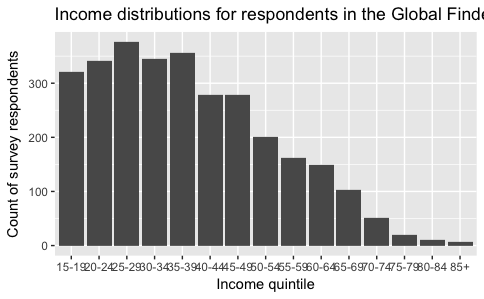 Income distributions for respondents in the Global Finde
Count of survey respondents
300
200
100
0
15-19 20-24 25-29 30-34 35-39 40-44 45-49 50-54 55-59 60-64 65-69 70-74 75-79 80-84 85+
Income quintile